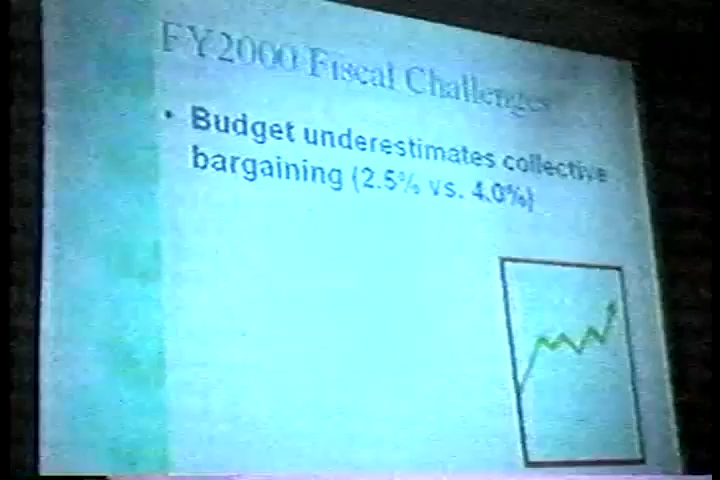 FY2000 Fiscal Challenges
• Budget underestimates collective
bargaining (2.5% vs. 4.0%)